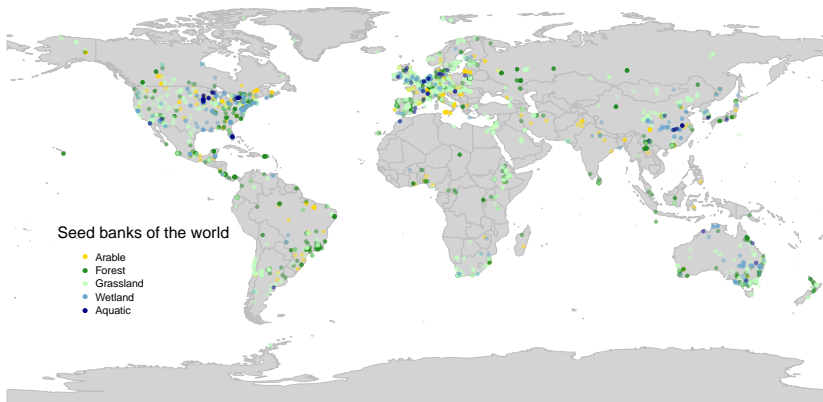 Seed banks of the world
Arable
Forest
Grassland
Wetland
Aquatic